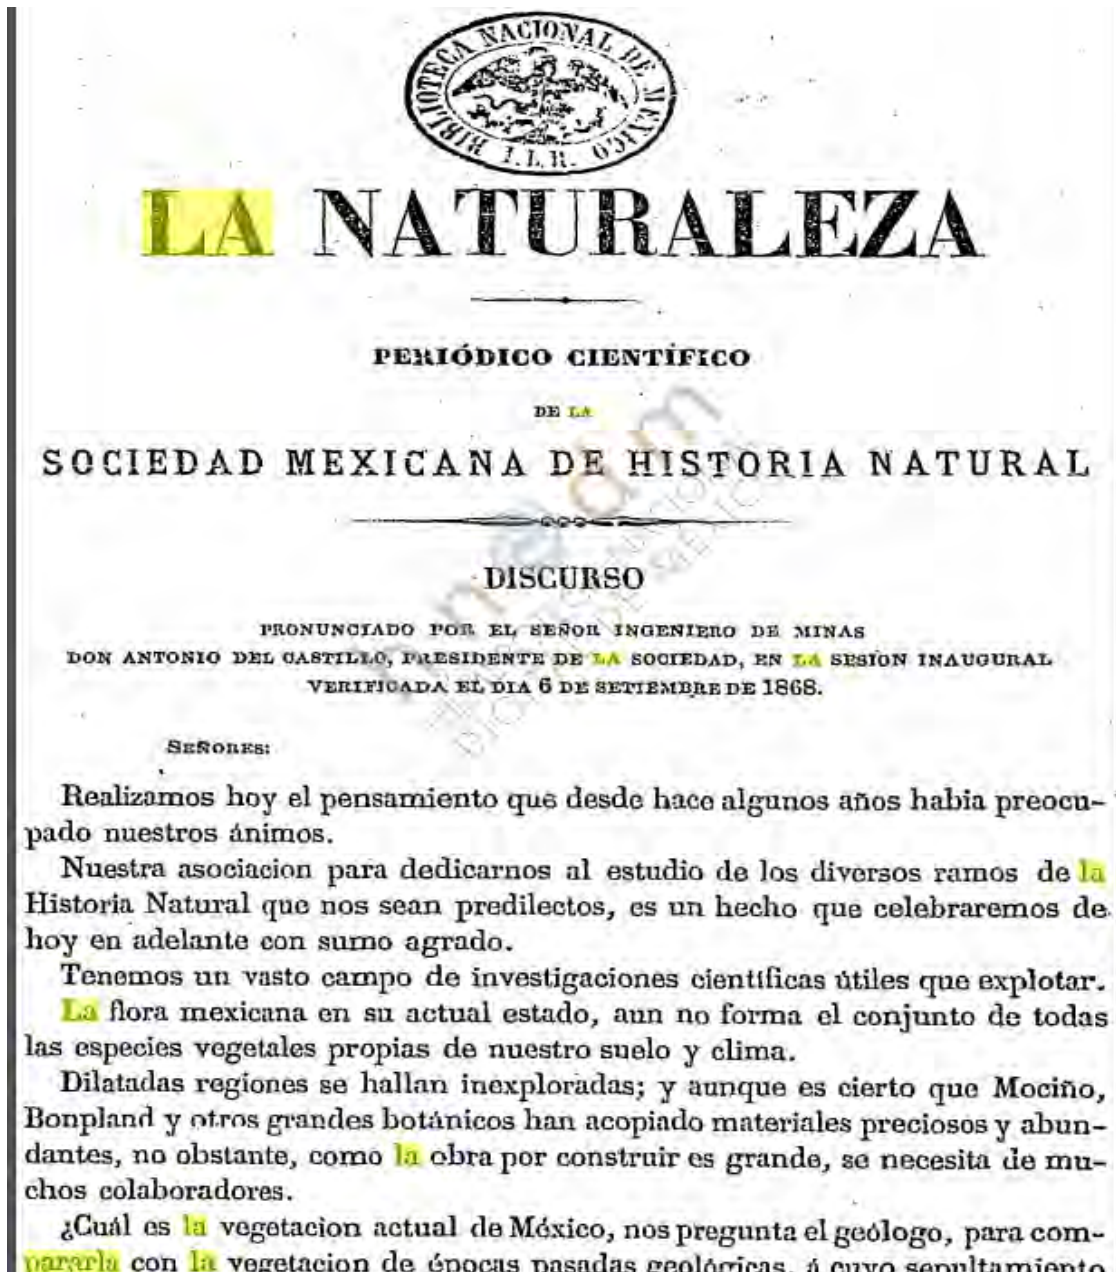 BIBLIOTECA NACIONAL DE MEXICO
I.L.R.
LA NATURALEZA
PERIÓDICO CIENTÍFICO
DE LA
SOCIEDAD MEXICANA DE HISTORIA NATURAL
DISCURSO
PRONUNCIADO POR EL SEÑOR INGENIERO DE MINAS
DON ANTONIO DEL CASTILLO, PRESIDENTE DE LA SOCIEDAD, EN LA SESION INAUGURAL
VERIFICADA EL DIA 6 DE SETIEMBRE DE 1868.
SEÑORES:
Realizamos hoy el pensamiento que desde hace algunos años habia preocu-
pado nuestros ánimos.
Nuestra asociacion para dedicarnos al estudio de los diversos ramos de la
Historia Natural que nos sean predilectos, es un hecho que celebraremos de
hoy en adelante con sumo agrado.
Tenemos un vasto campo de investigaciones científicas útiles que explotar.
La flora mexicana en su actual estado, aun no forma el conjunto de todas
las especies vegetales propias de nuestro suelo y clima.
Dilatadas regiones se hallan inexploradas; y aunque es cierto que Mociño,
Bonpland y otros grandes botánicos han acopiado materiales preciosos y abun-
dantes, no obstante, como la obra por construir es grande, se necesita de mu-
chos colaboradores.
¿Cuál es la vegetacion actual de México, nos pregunta el geólogo, para com-
pararla con la vegetacion de épocas pasadas geológicas, á cuyo sepultamiento